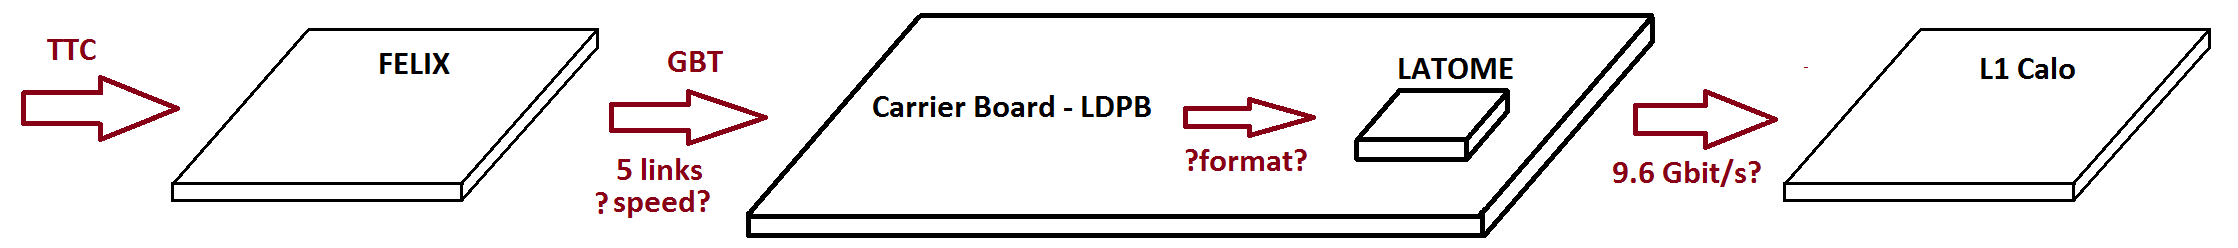 TTC
FELIX
GBT
5 links
?speed?
Carrier Board - LDPB
?format?
LATOME
9.6 Gbit/s?
L1 Calo